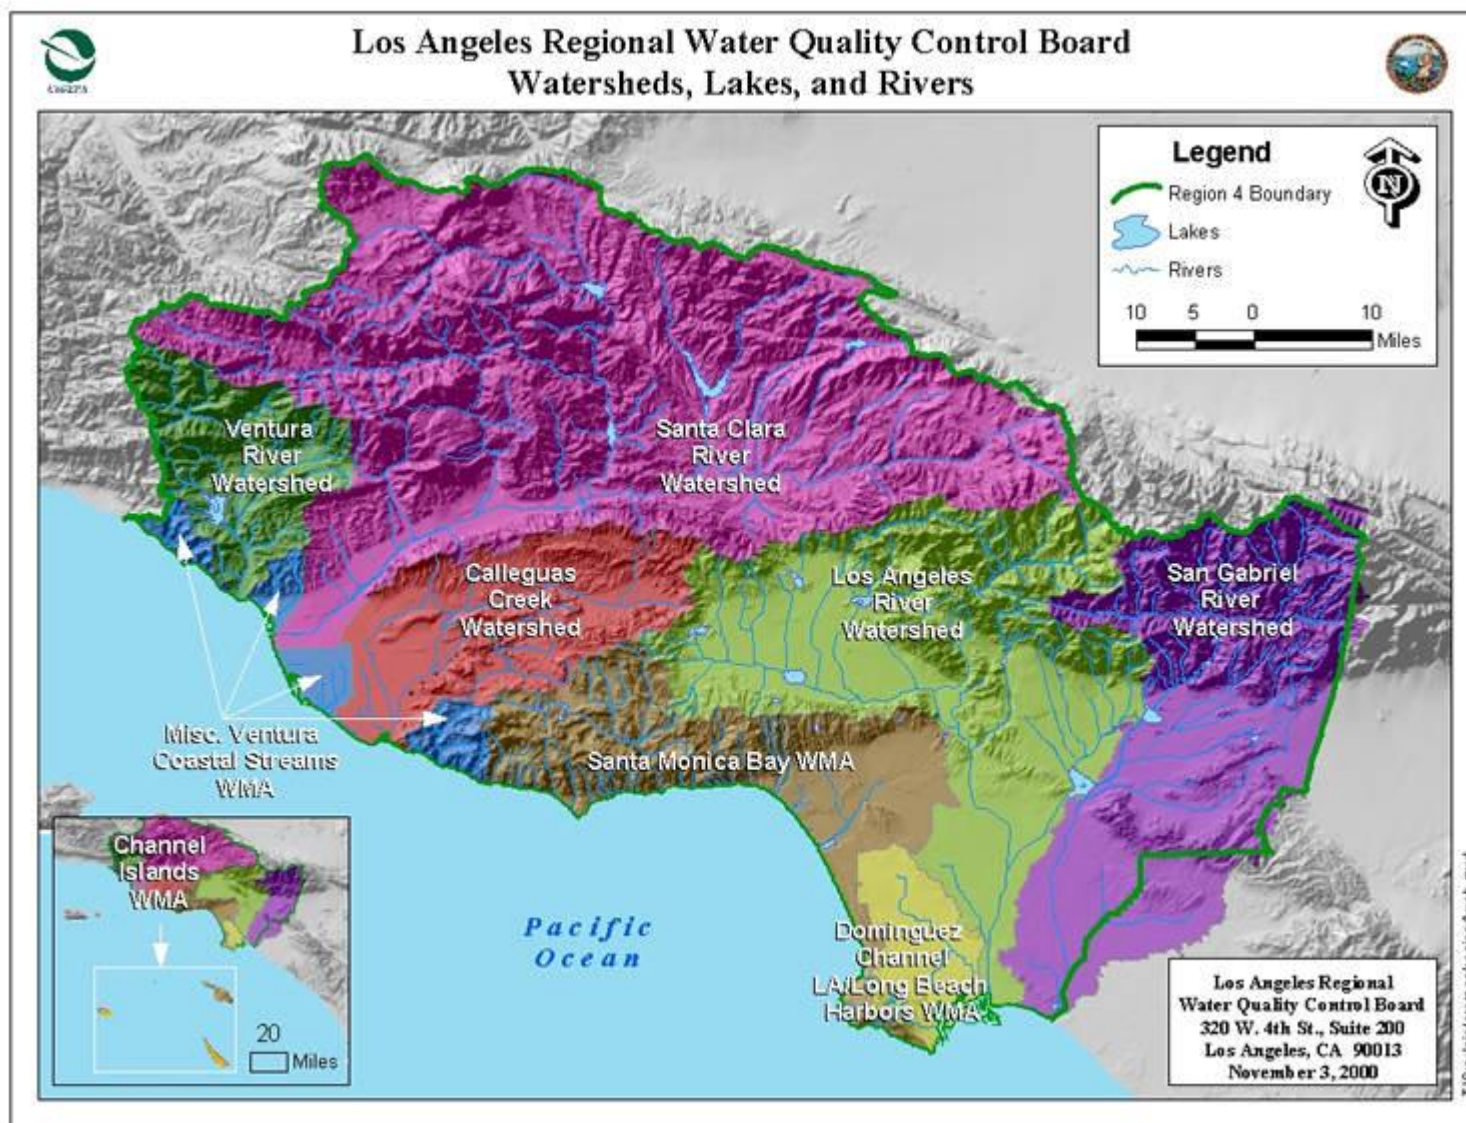 Los Angeles Regional Water Quality Control Board
Watersheds, Lakes, and Rivers
Legend
Region 4 Boundary
Lakes
Rivers
N
10 5 0 10
Miles
Ventura
River
Watershed
Santa Clara
River
Watershed
Calleguas
Creek
Watershed
Los Angeles
River
Watershed
San Gabriel
River
Watershed
Misc. Ventura
Coastal Streams
WMA
Santa Monica Bay WMA
Channel
Islands
WMA
20
Miles
Pacific
Ocean
Dominguez
Channel
LA/Long Beach
Harbors WMA
Los Angeles Regional
Water Quality Control Board
320 W. 4th St., Suite 200
Los Angeles, CA 90013
November 3, 2000